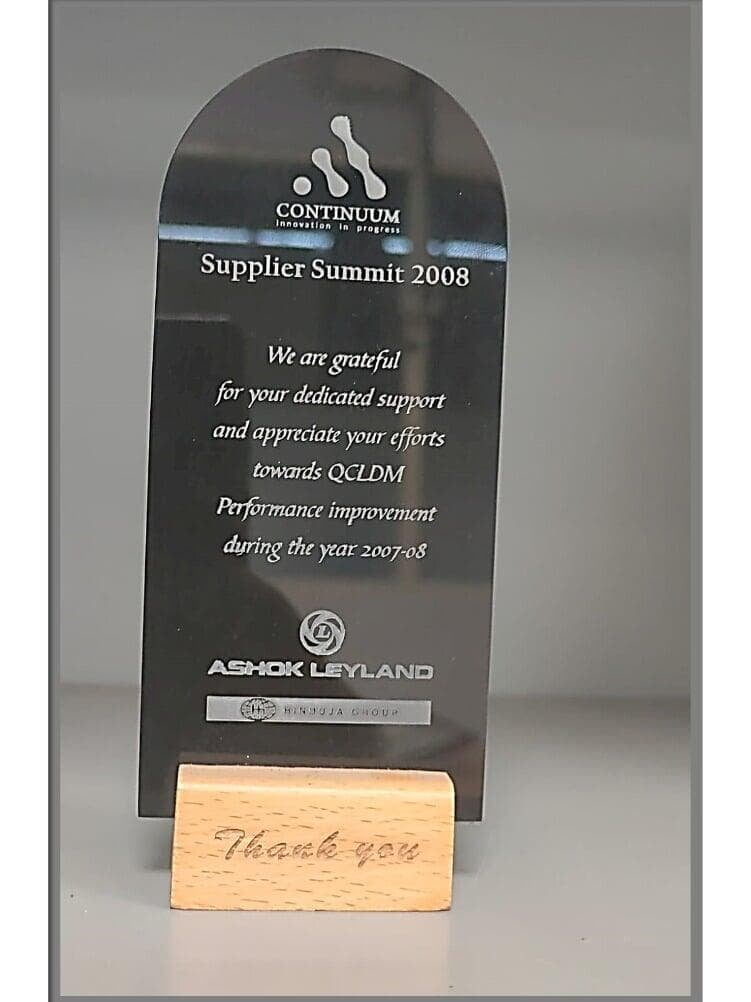 CONTINUUM
Innovation in progress
Supplier Summit 2008
We are grateful
for your dedicated support
and appreciate your efforts
towards QCLDM
Performance improvement
during the year 2007-08
L
ASHOK LEYLAND
HINDUJA GROUP
Thank you